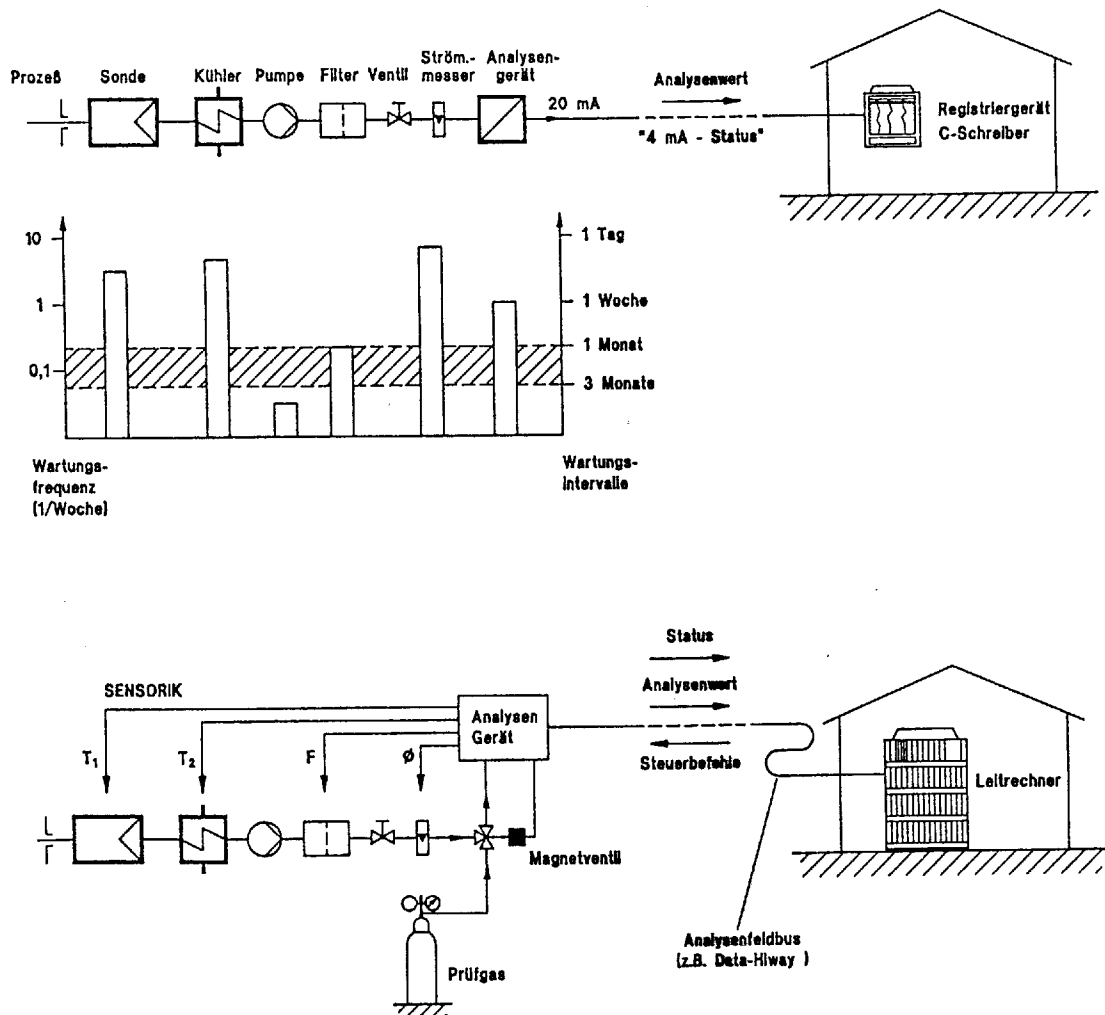 Prozeß
Sonde
Kühler
Pumpe
Filter
Ventil
Ström.-
messer
Analysen-
gerät
20 mA
Analysenwert
"4 mA - Status"
Registriergerät
C-Schreiber
10
1
0,1
1 Tag
1 Woche
1 Monat
3 Monate
Wartungs-
frequenz
(1/Woche)
Wartungs-
intervalle
Status
Analysenwert
Steuerbefehle
SENSORIK
T1
T2
F
Ø
Analysen
Gerät
Leitrechner
Magnetventil
Prüfgas
Analysenfeldbus
(z.B. Data-Hiway )